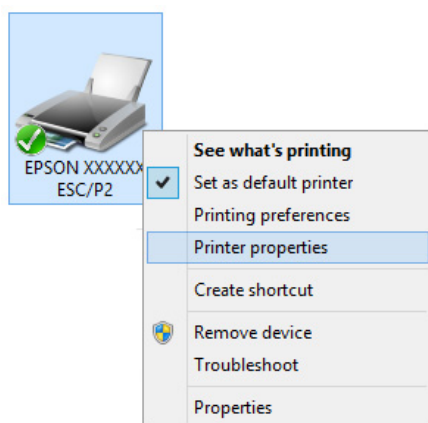 EPSON XXXXXX
ESC/P2
See what's printing
Set as default printer
Printing preferences
Printer properties
Create shortcut
Remove device
Troubleshoot
Properties